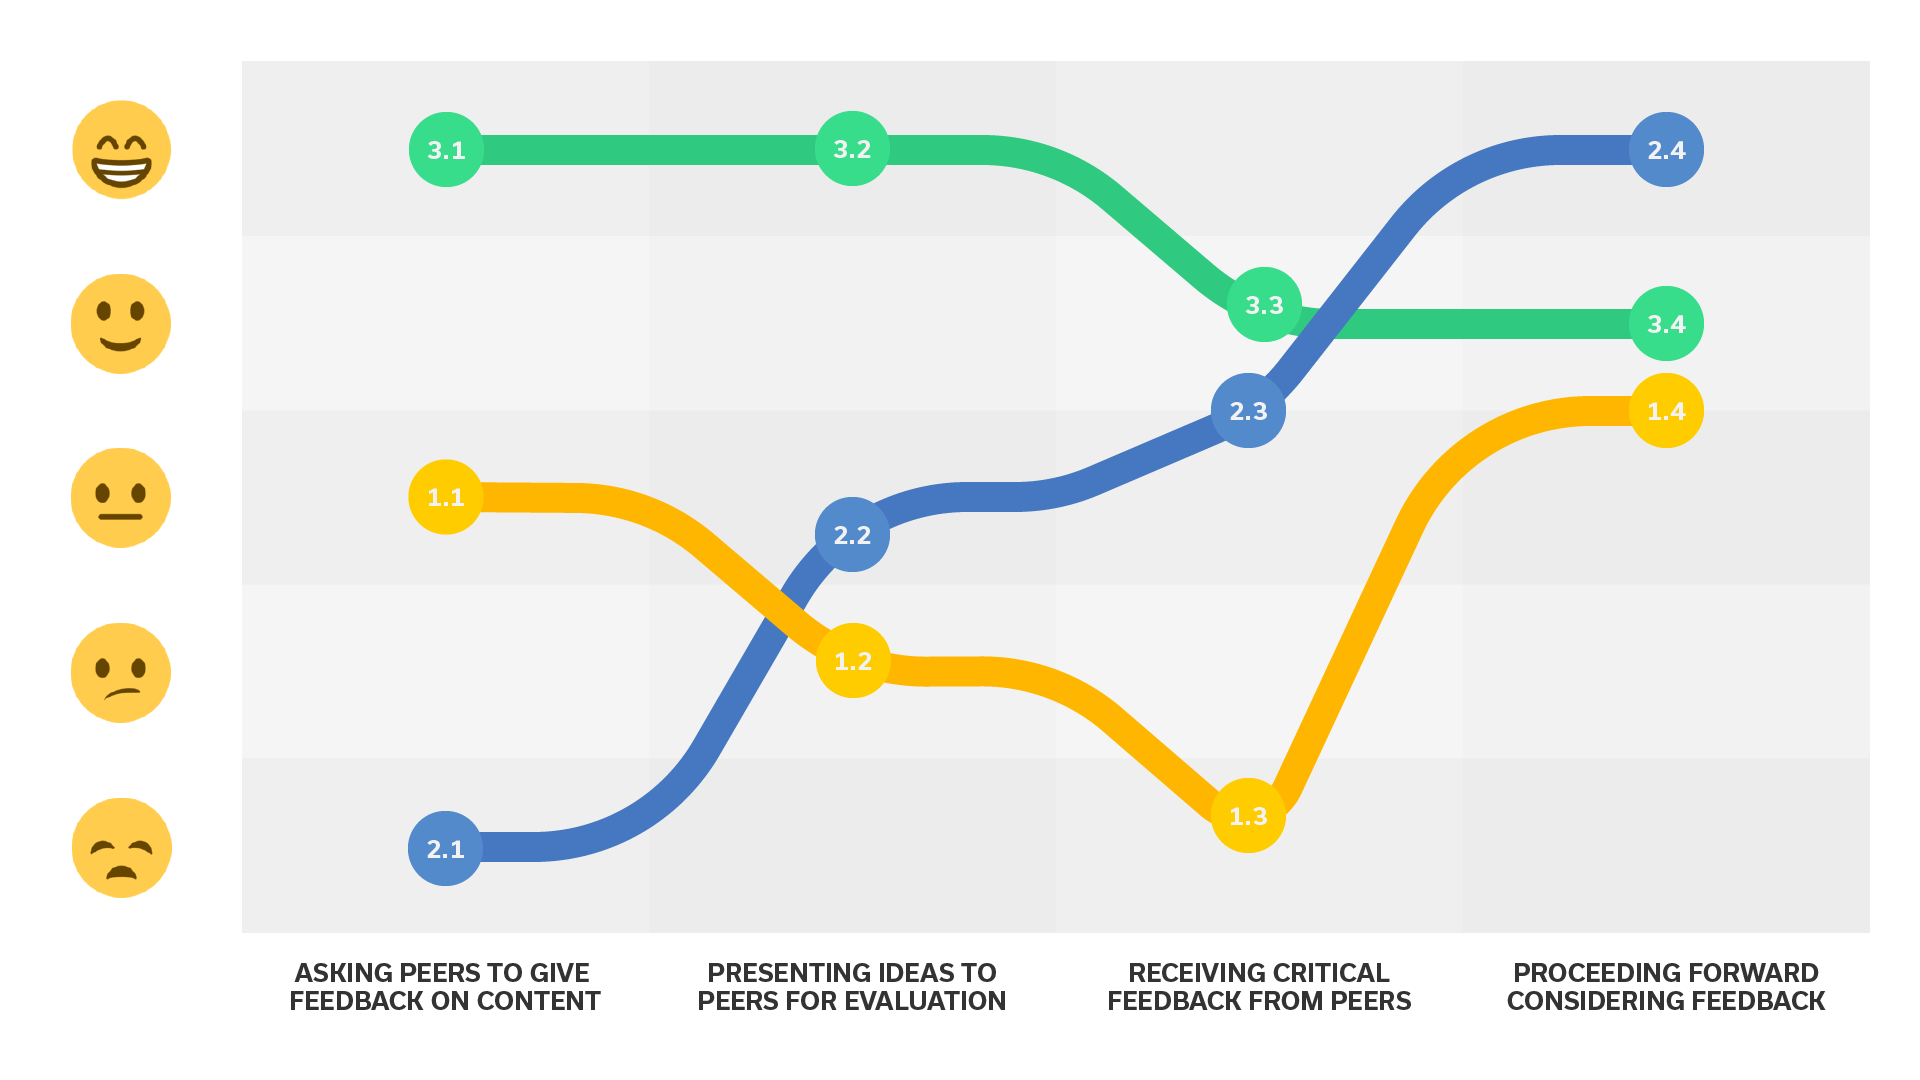 3.1
3.2
2.4
3.3
3.4
2.3
1.4
1.1
2.2
1.2
1.3
2.1
ASKING PEERS TO GIVE
FEEDBACK ON CONTENT
PRESENTING IDEAS TO
PEERS FOR EVALUATION
RECEIVING CRITICAL
FEEDBACK FROM PEERS
PROCEEDING FORWARD
CONSIDERING FEEDBACK